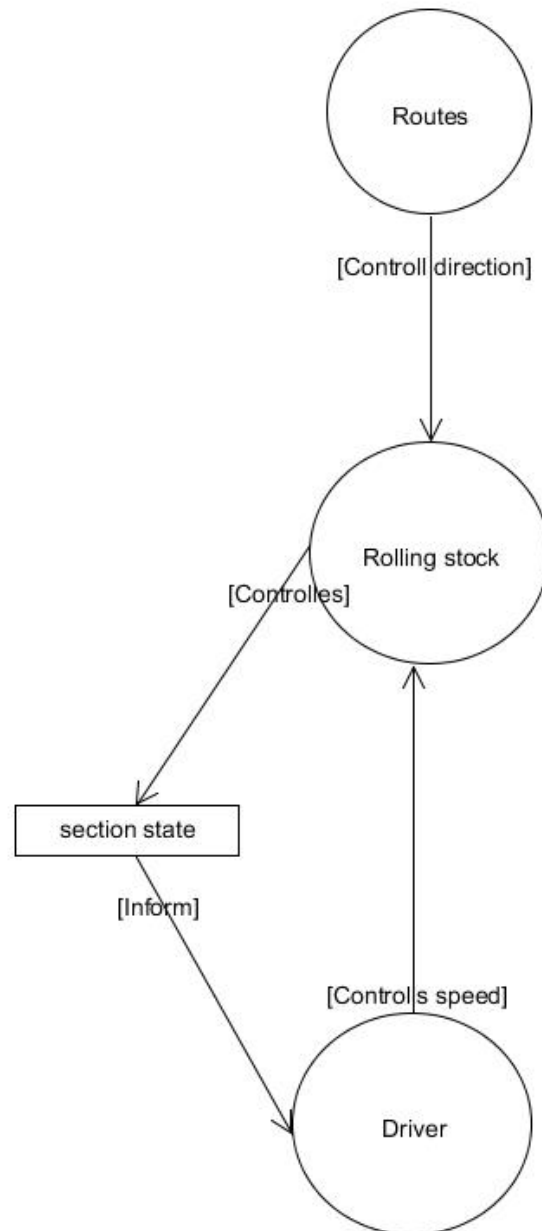 Routes
[Controll direction]
Rolling stock
[Controlles]
section state
[Inform]
[Controls speed]
Driver